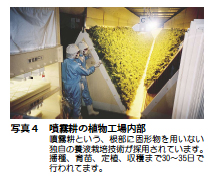 写真4　噴霧耕の植物工場内部
噴霧耕という、根部に固形物を用いない
独自の養液栽培技術が採用されています。
播種、育苗、定植、収穫まで30～35日で
行われてます。